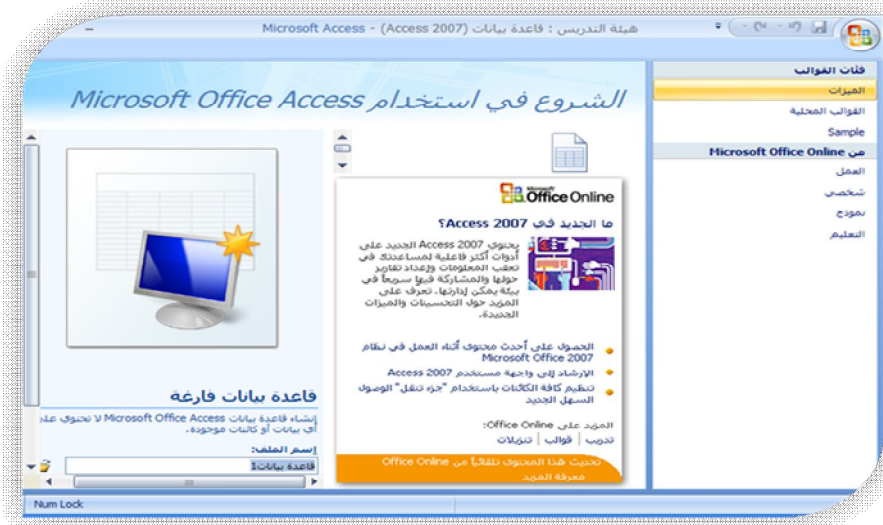 هيئة التدريس : قاعدة بيانات (Access 2007) - Microsoft Access
فئات القوالب
الميزات
القوالب المحلية
Sample
من Microsoft Office Online
العمل
شخصي
نموذج
التعليم
الشروع في استخدام Microsoft Office Access
Microsoft Office Online
ما الجديد في Access 2007؟
يحتوي Access 2007 الجديد على
أدوات أكثر فاعلية لمساعدتك في
تعقب المعلومات وإعداد تقارير
حولها والمشاركة فيها سريعاً في
بيئة يمكن إدارتها. تعرف على
المزيد حول التحسينات والميزات
الجديدة.
الحصول على أحدث محتوى أثناء العمل في نظام
Microsoft Office 2007
الإرشاد إلى واجهة مستخدم Access 2007
تنظيم كافة الكائنات باستخدام "جزء تنقل" الوصول
السهل الجديد
المزيد على Office Online:
تدريب | قوالب | تنزيلات
تحديث هذا المحتوى تلقائياً من Office Online
معرفة المزيد
قاعدة بيانات فارغة
إنشاء قاعدة بيانات Microsoft Office Access لا تحتوي على
أي بيانات أو كائنات موجودة.
إسم الملف:
قاعدة بيانات1
Num Lock